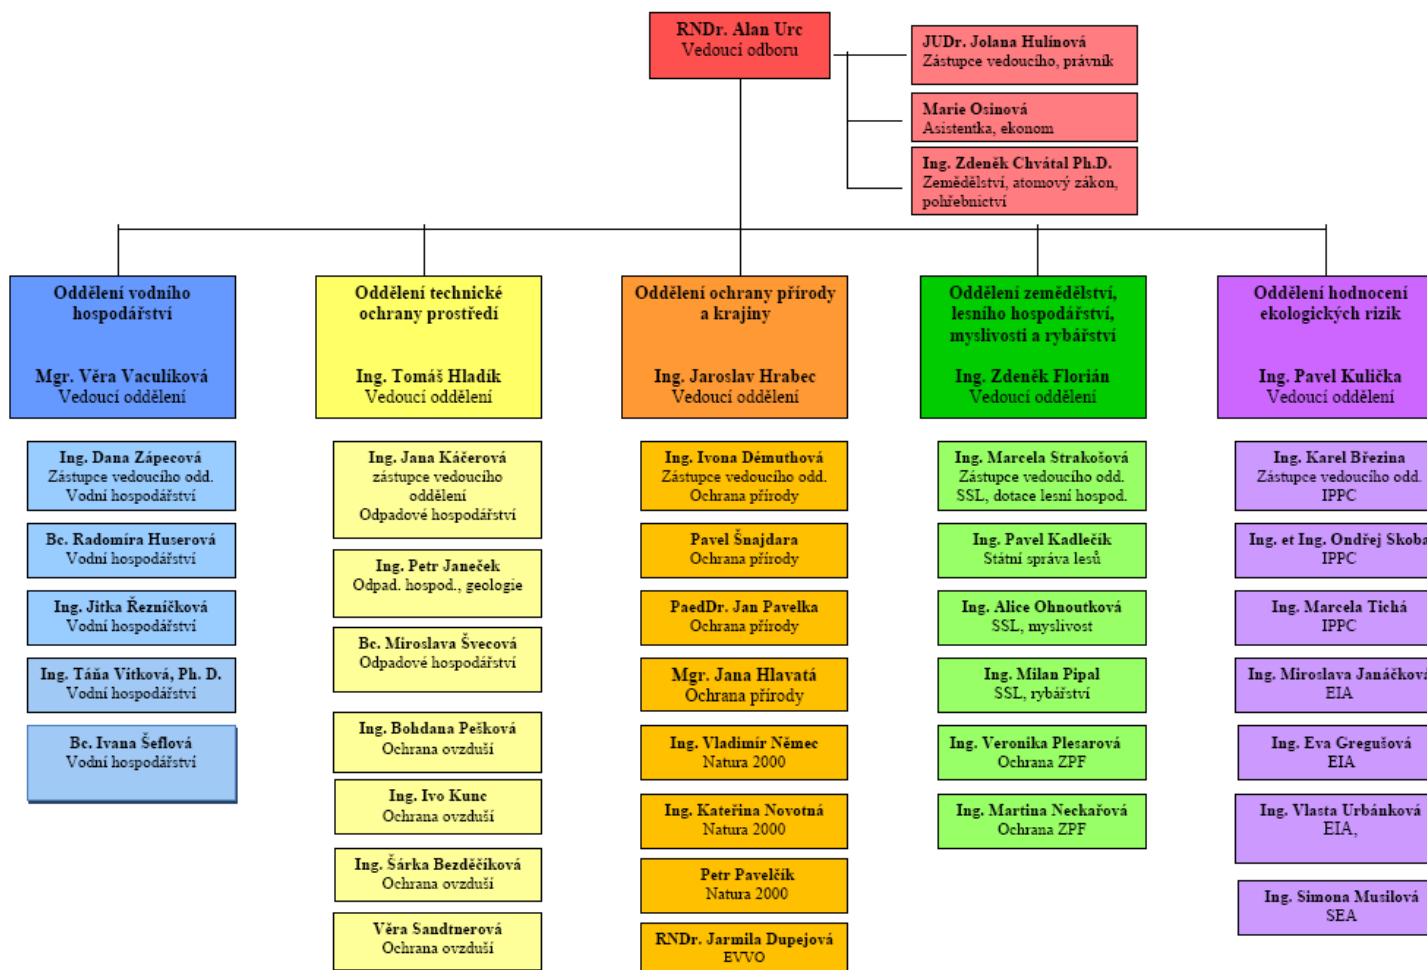 RNDr. Alan Urc
Vedoucí odboru
JUDr. Jolana Hulínová
Zástupce vedoucího, právník
Marie Osinová
Asistentka, ekonom
Ing. Zdeněk Chvátal Ph.D.
Zemědělství, atomový zákon,
pohřebnictví
Oddělení vodního
hospodářství
Mgr. Věra Vaculíková
Vedoucí oddělení
Ing. Dana Zápecová
Zástupce vedoucího odd.
Vodní hospodářství
Bc. Radomíra Huserová
Vodní hospodářství
Ing. Jitka Řezníčková
Vodní hospodářství
Ing. Táňa Vítková, Ph. D.
Vodní hospodářství
Bc. Ivana Šeflová
Vodní hospodářství
Oddělení technické
ochrany prostředí
Ing. Tomáš Hladík
Vedoucí oddělení
Ing. Jana Káčerová
zástupce vedoucího
oddělení
Odpadové hospodářství
Ing. Petr Janeček
Odpad. hospod., geologie
Bc. Miroslava Švecová
Odpadové hospodářství
Ing. Bohdana Pešková
Ochrana ovzduší
Ing. Ivo Kunc
Ochrana ovzduší
Ing. Šárka Bezděčíková
Ochrana ovzduší
Věra Sandtnerová
Ochrana ovzduší
Oddělení ochrany přírody
a krajiny
Ing. Jaroslav Hrabec
Vedoucí oddělení
Ing. Ivona Démuthová
Zástupce vedoucího odd.
Ochrana přírody
Pavel Šnajdara
Ochrana přírody
PaedDr. Jan Pavelka
Ochrana přírody
Mgr. Jana Hlavatá
Ochrana přírody
Ing. Vladimír Němec
Natura 2000
Ing. Kateřina Novotná
Natura 2000
Petr Pavelčík
Natura 2000
RNDr. Jarmila Dupejová
EVVO
Oddělení zemědělství,
lesního hospodářství,
myslivosti a rybářství
Ing. Zdeněk Florián
Vedoucí oddělení
Ing. Marcela Strakošová
Zástupce vedoucího odd.
SSL, dotace lesní hospod.
Ing. Pavel Kadlečík
Státní správa lesů
Ing. Alice Ohnoutková
SSL, myslivost
Ing. Milan Pipal
SSL, rybářství
Ing. Veronika Plesarová
Ochrana ZPF
Ing. Martina Neckařová
Ochrana ZPF
Oddělení hodnocení
ekologických rizik
Ing. Pavel Kulička
Vedoucí oddělení
Ing. Karel Březina
Zástupce vedoucího odd.
IPPC
Ing. et Ing. Ondřej Skoba
IPPC
Ing. Marcela Tichá
IPPC
Ing. Miroslava Janáčková
EIA
Ing. Eva Gregušová
EIA
Ing. Vlasta Urbánková
EIA,
Ing. Simona Musilová
SEA